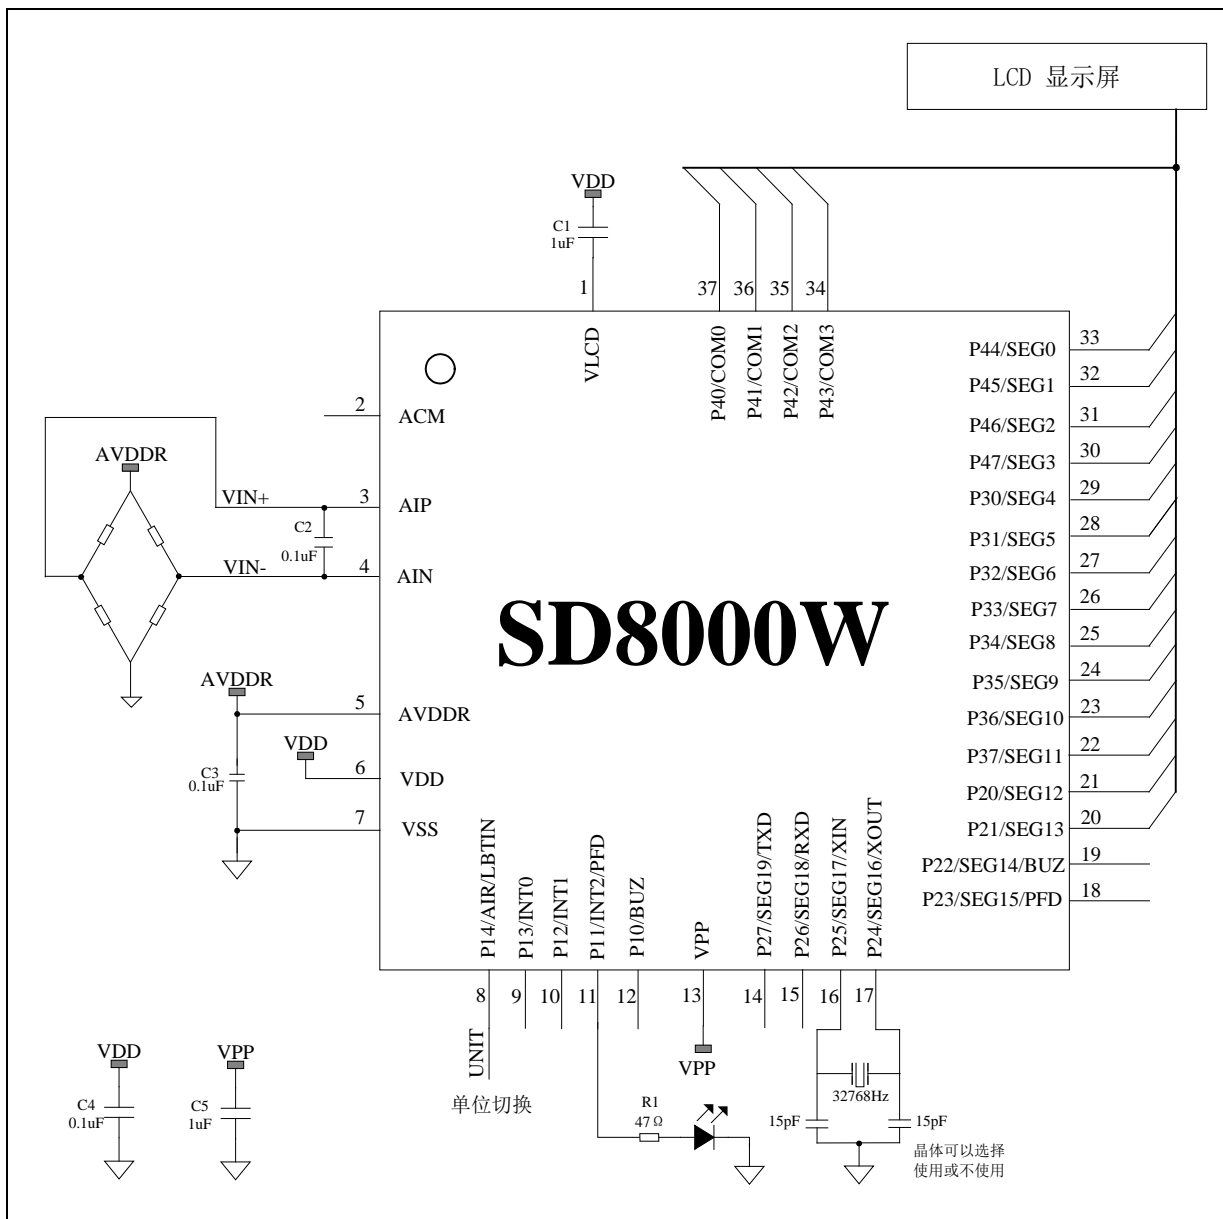 LCD 显示屏
VDD
C1
1uF
1
37
36
35
34
VLCD
P40/COM0
P41/COM1
P42/COM2
P43/COM3
P44/SEG0
33
P45/SEG1
32
P46/SEG2
31
P47/SEG3
30
P30/SEG4
29
P31/SEG5
28
P32/SEG6
27
P33/SEG7
26
P34/SEG8
25
P35/SEG9
24
P36/SEG10
23
P37/SEG11
22
P20/SEG12
21
P21/SEG13
20
P22/SEG14/BUZ
19
P23/SEG15/PFD
18
2
ACM
AVDDR
VIN+
3
AIP
C2
0.1uF
VIN-
4
AIN
SD8000W
AVDDR
5
AVDDR
VDD
6
VDD
C3
0.1uF
7
VSS
P14/AIR/LBTIN
P13/INT0
P12/INT1
P11/INT2/PFD
P10/BUZ
VPP
P27/SEG19/TXD
P26/SEG18/RXD
P25/SEG17/XIN
P24/SEG16/XOUT
8
9
10
11
12
13
14
15
16
17
UNIT
单位切换
VPP
VDD
C4
0.1uF
VPP
C5
1uF
R1
47Ω
32768Hz
15pF
15pF
晶体可以选择
使用或不使用